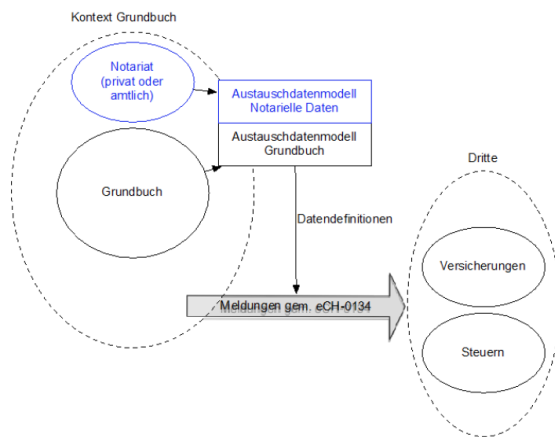 Kontext Grundbuch
Notariat
(privat oder
amtlich)
Austauschdatenmodell
Notarielle Daten
Austauschdatenmodell
Grundbuch
Grundbuch
Dritte
Datendefinitionen
Versicherungen
Meldungen gem. eCH-0134
Steuern